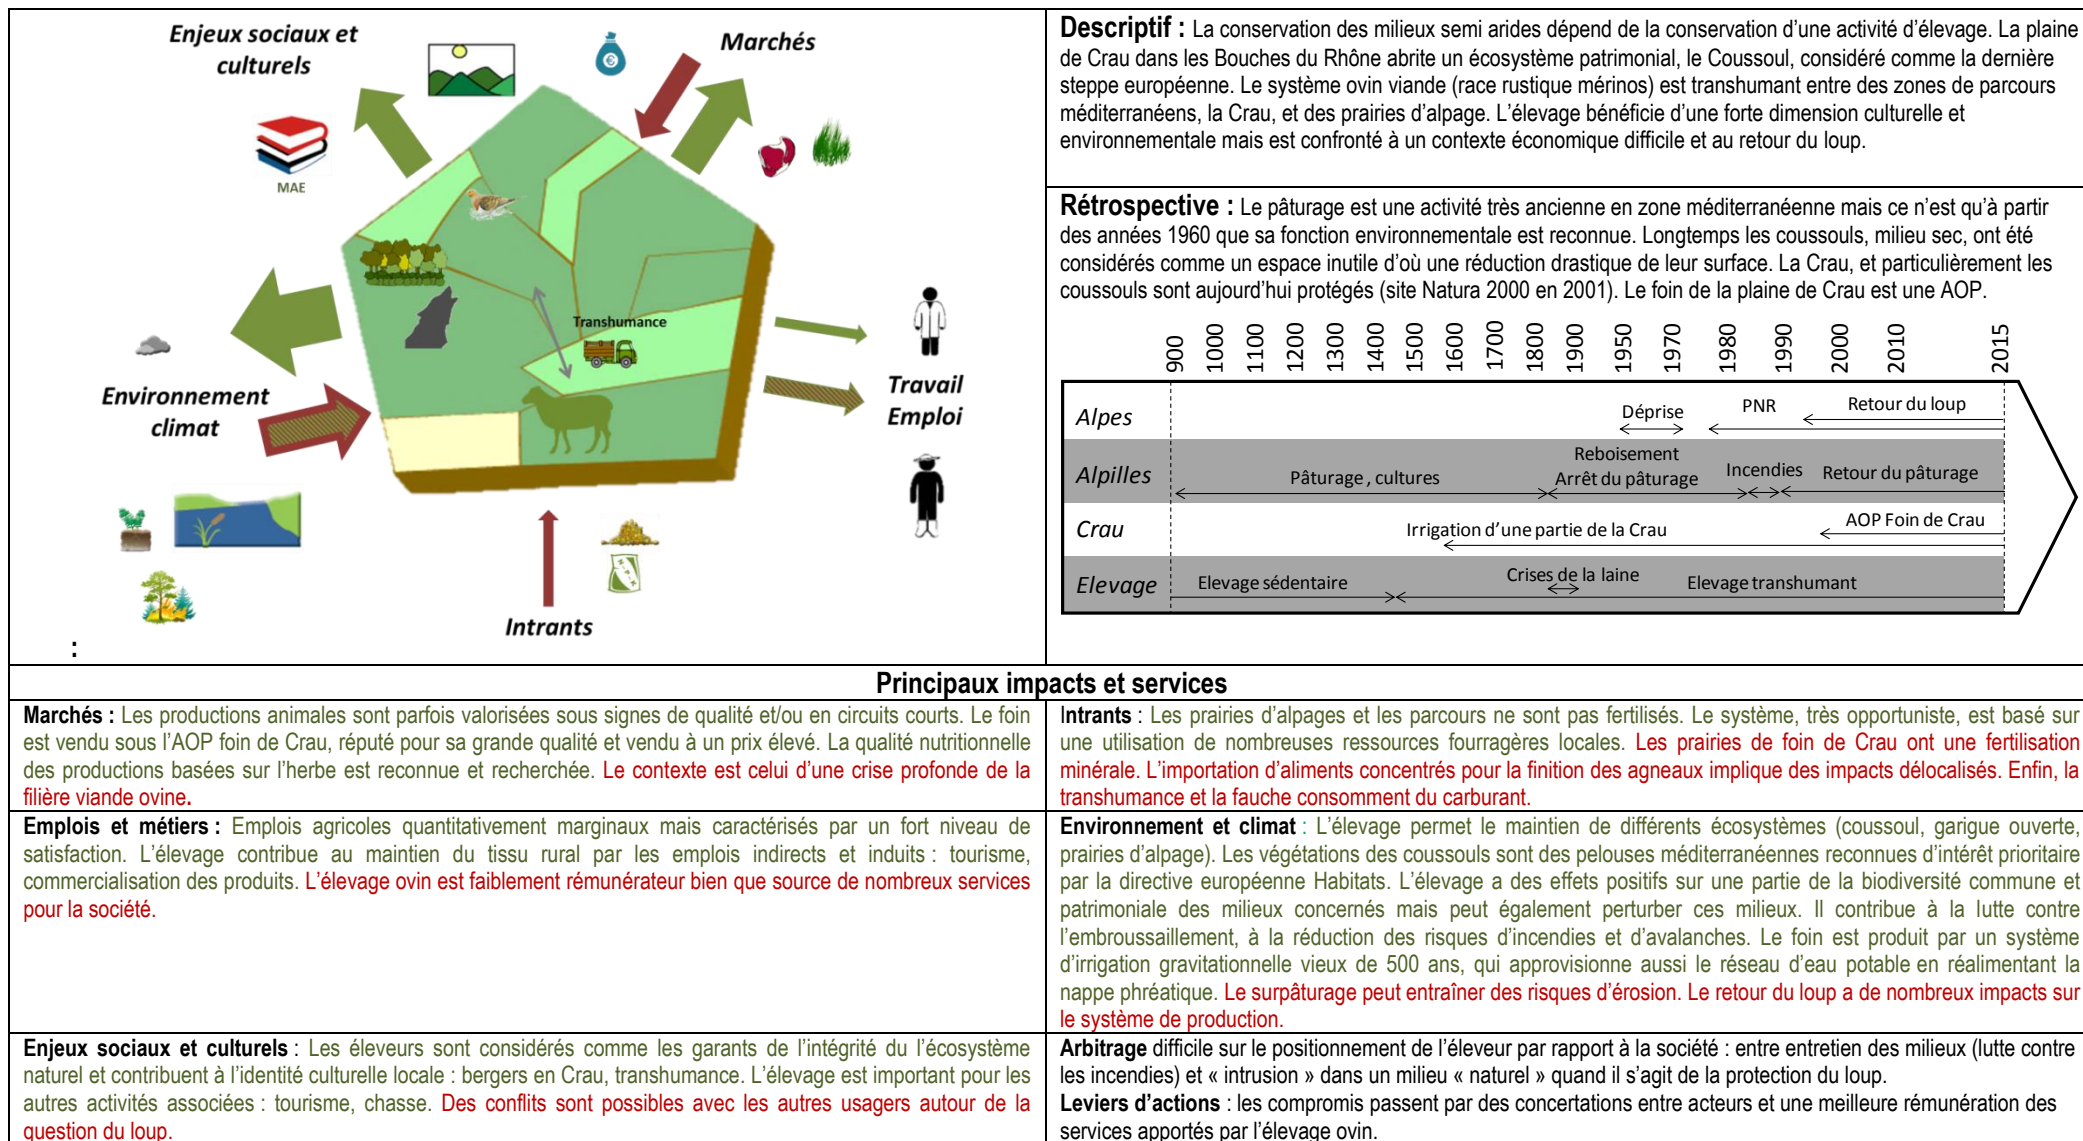 Enjeux sociaux et
culturels
Marchés
MAE
Transhumance
Environnement
climat
Travail
Emploi
Intrants
:
Descriptif : La conservation des milieux semi arides dépend de la conservation d’une activité d’élevage. La plaine
de Crau dans les Bouches du Rhône abrite un écosystème patrimonial, le Coussoul, considéré comme la dernière
steppe européenne. Le système ovin viande (race rustique mérinos) est transhumant entre des zones de parcours
méditerranéens, la Crau, et des prairies d’alpage. L’élevage bénéficie d’une forte dimension culturelle et
environnementale mais est confronté à un contexte économique difficile et au retour du loup.
Rétrospective : Le pâturage est une activité très ancienne en zone méditerranéenne mais ce n’est qu’à partir
des années 1960 que sa fonction environnementale est reconnue. Longtemps les coussouls, milieu sec, ont été
considérés comme un espace inutile d’où une réduction drastique de leur surface. La Crau, et particulièrement les
coussouls sont aujourd’hui protégés (site Natura 2000 en 2001). Le foin de la plaine de Crau est une AOP.
900 1000 1100 1200 1300 1400 1500 1600 1700 1800 1900 1950 1970 1980 1990 2000 2010 2015
Alpes
Déprise
PNR
Retour du loup
Alpilles
Pâturage , cultures
Reboisement
Arrêt du pâturage
Incendies
Retour du pâturage
Crau
Irrigation d’une partie de la Crau
AOP Foin de Crau
Elevage
Elevage sédentaire
Crises de la laine
Elevage transhumant
Principaux impacts et services
Marchés : Les productions animales sont parfois valorisées sous signes de qualité et/ou en circuits courts. Le foin
est vendu sous l’AOP foin de Crau, réputé pour sa grande qualité et vendu à un prix élevé. La qualité nutritionnelle
des productions basées sur l’herbe est reconnue et recherchée. Le contexte est celui d’une crise profonde de la
filière viande ovine.
Intrants : Les prairies d’alpages et les parcours ne sont pas fertilisés. Le système, très opportuniste, est basé sur
une utilisation de nombreuses ressources fourragères locales. Les prairies de foin de Crau ont une fertilisation
minérale. L’importation d’aliments concentrés pour la finition des agneaux implique des impacts délocalisés. Enfin, la
transhumance et la fauche consomment du carburant.
Emplois et métiers : Emplois agricoles quantitativement marginaux mais caractérisés par un fort niveau de
satisfaction. L’élevage contribue au maintien du tissu rural par les emplois indirects et induits : tourisme,
commercialisation des produits. L’élevage ovin est faiblement rémunérateur bien que source de nombreux services
pour la société.
Environnement et climat : L’élevage permet le maintien de différents écosystèmes (coussoul, garigue ouverte,
prairies d’alpage). Les végétations des coussouls sont des pelouses méditerranéennes reconnues d’intérêt prioritaire
par la directive européenne Habitats. L’élevage a des effets positifs sur une partie de la biodiversité commune et
patrimoniale des milieux concernés mais peut également perturber ces milieux. Il contribue à la lutte contre
l’embroussaillement, à la réduction des risques d’incendies et d’avalanches. Le foin est produit par un système
d’irrigation gravitationnelle vieux de 500 ans, qui approvisionne aussi le réseau d’eau potable en réalimentant la
nappe phréatique. Le surpâturage peut entraîner des risques d’érosion. Le retour du loup a de nombreux impacts sur
le système de production.
Enjeux sociaux et culturels : Les éleveurs sont considérés comme les garants de l’intégrité du l’écosystème
naturel et contribuent à l’identité culturelle locale : bergers en Crau, transhumance. L’élevage est important pour les
autres activités associées : tourisme, chasse. Des conflits sont possibles avec les autres usagers autour de la
question du loup.
Arbitrage difficile sur le positionnement de l’éleveur par rapport à la société : entre entretien des milieux (lutte contre
les incendies) et « intrusion » dans un milieu « naturel » quand il s’agit de la protection du loup.
Leviers d’actions : les compromis passent par des concertations entre acteurs et une meilleure rémunération des
services apportés par l’élevage ovin.